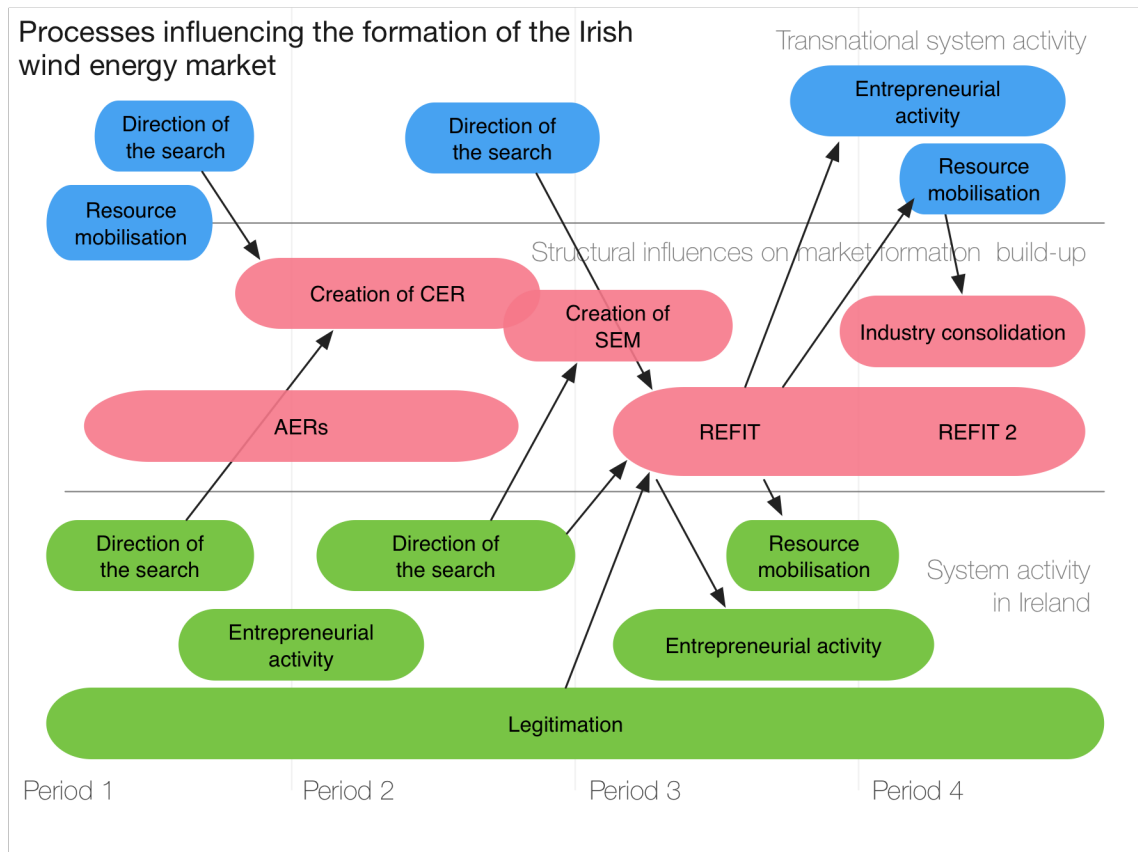 Processes influencing the formation of the Irish
wind energy market
Transnational system activity
Entrepreneurial
activity
Direction of
the search
Direction of
the search
Resource
mobilisation
Resource
mobilisation
Structural influences on market formation build-up
Creation of CER
Creation of
SEM
Industry consolidation
AERs
REFIT
REFIT 2
Direction of
the search
Direction of
the search
Resource
mobilisation
System activity
in Ireland
Entrepreneurial
activity
Entrepreneurial activity
Legitimation
Period 1
Period 2
Period 3
Period 4